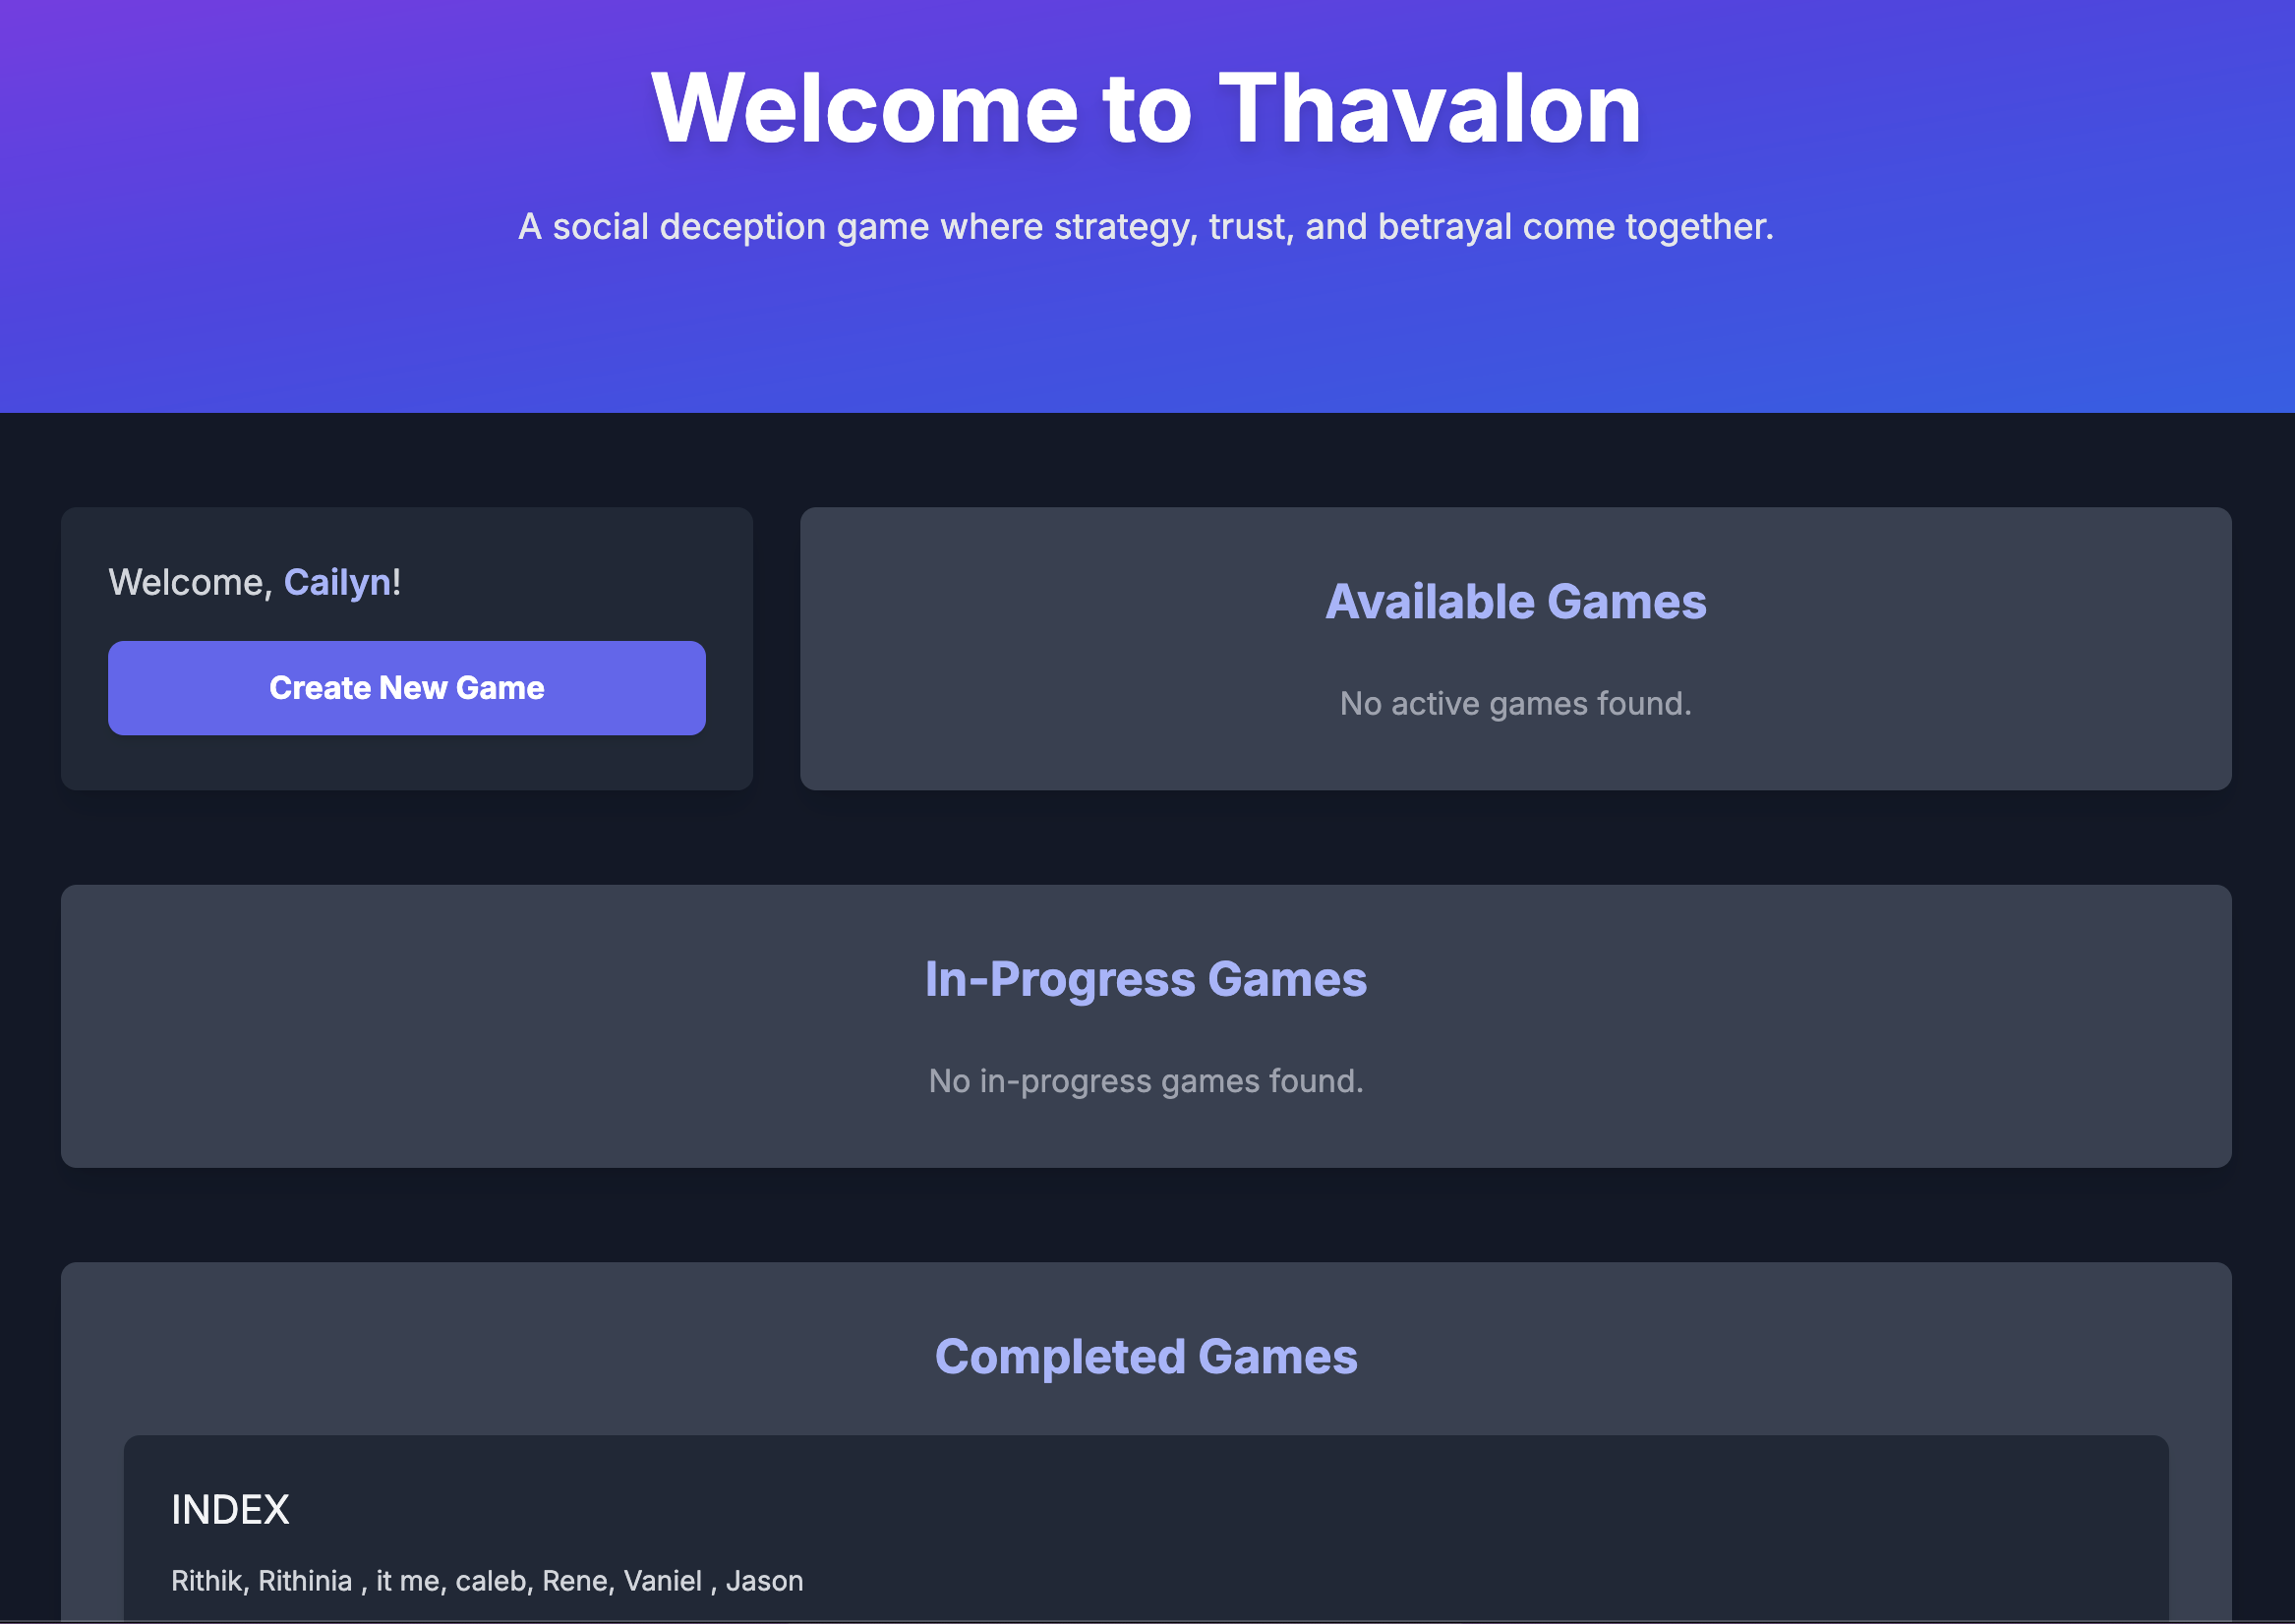 Welcome to Thavalon
A social deception game where strategy, trust, and betrayal come together.
Welcome, Cailyn!
Create New Game
Available Games
No active games found.
In-Progress Games
No in-progress games found.
Completed Games
INDEX
Rithik, Rithinia , it me, caleb, Rene, Vaniel , Jason